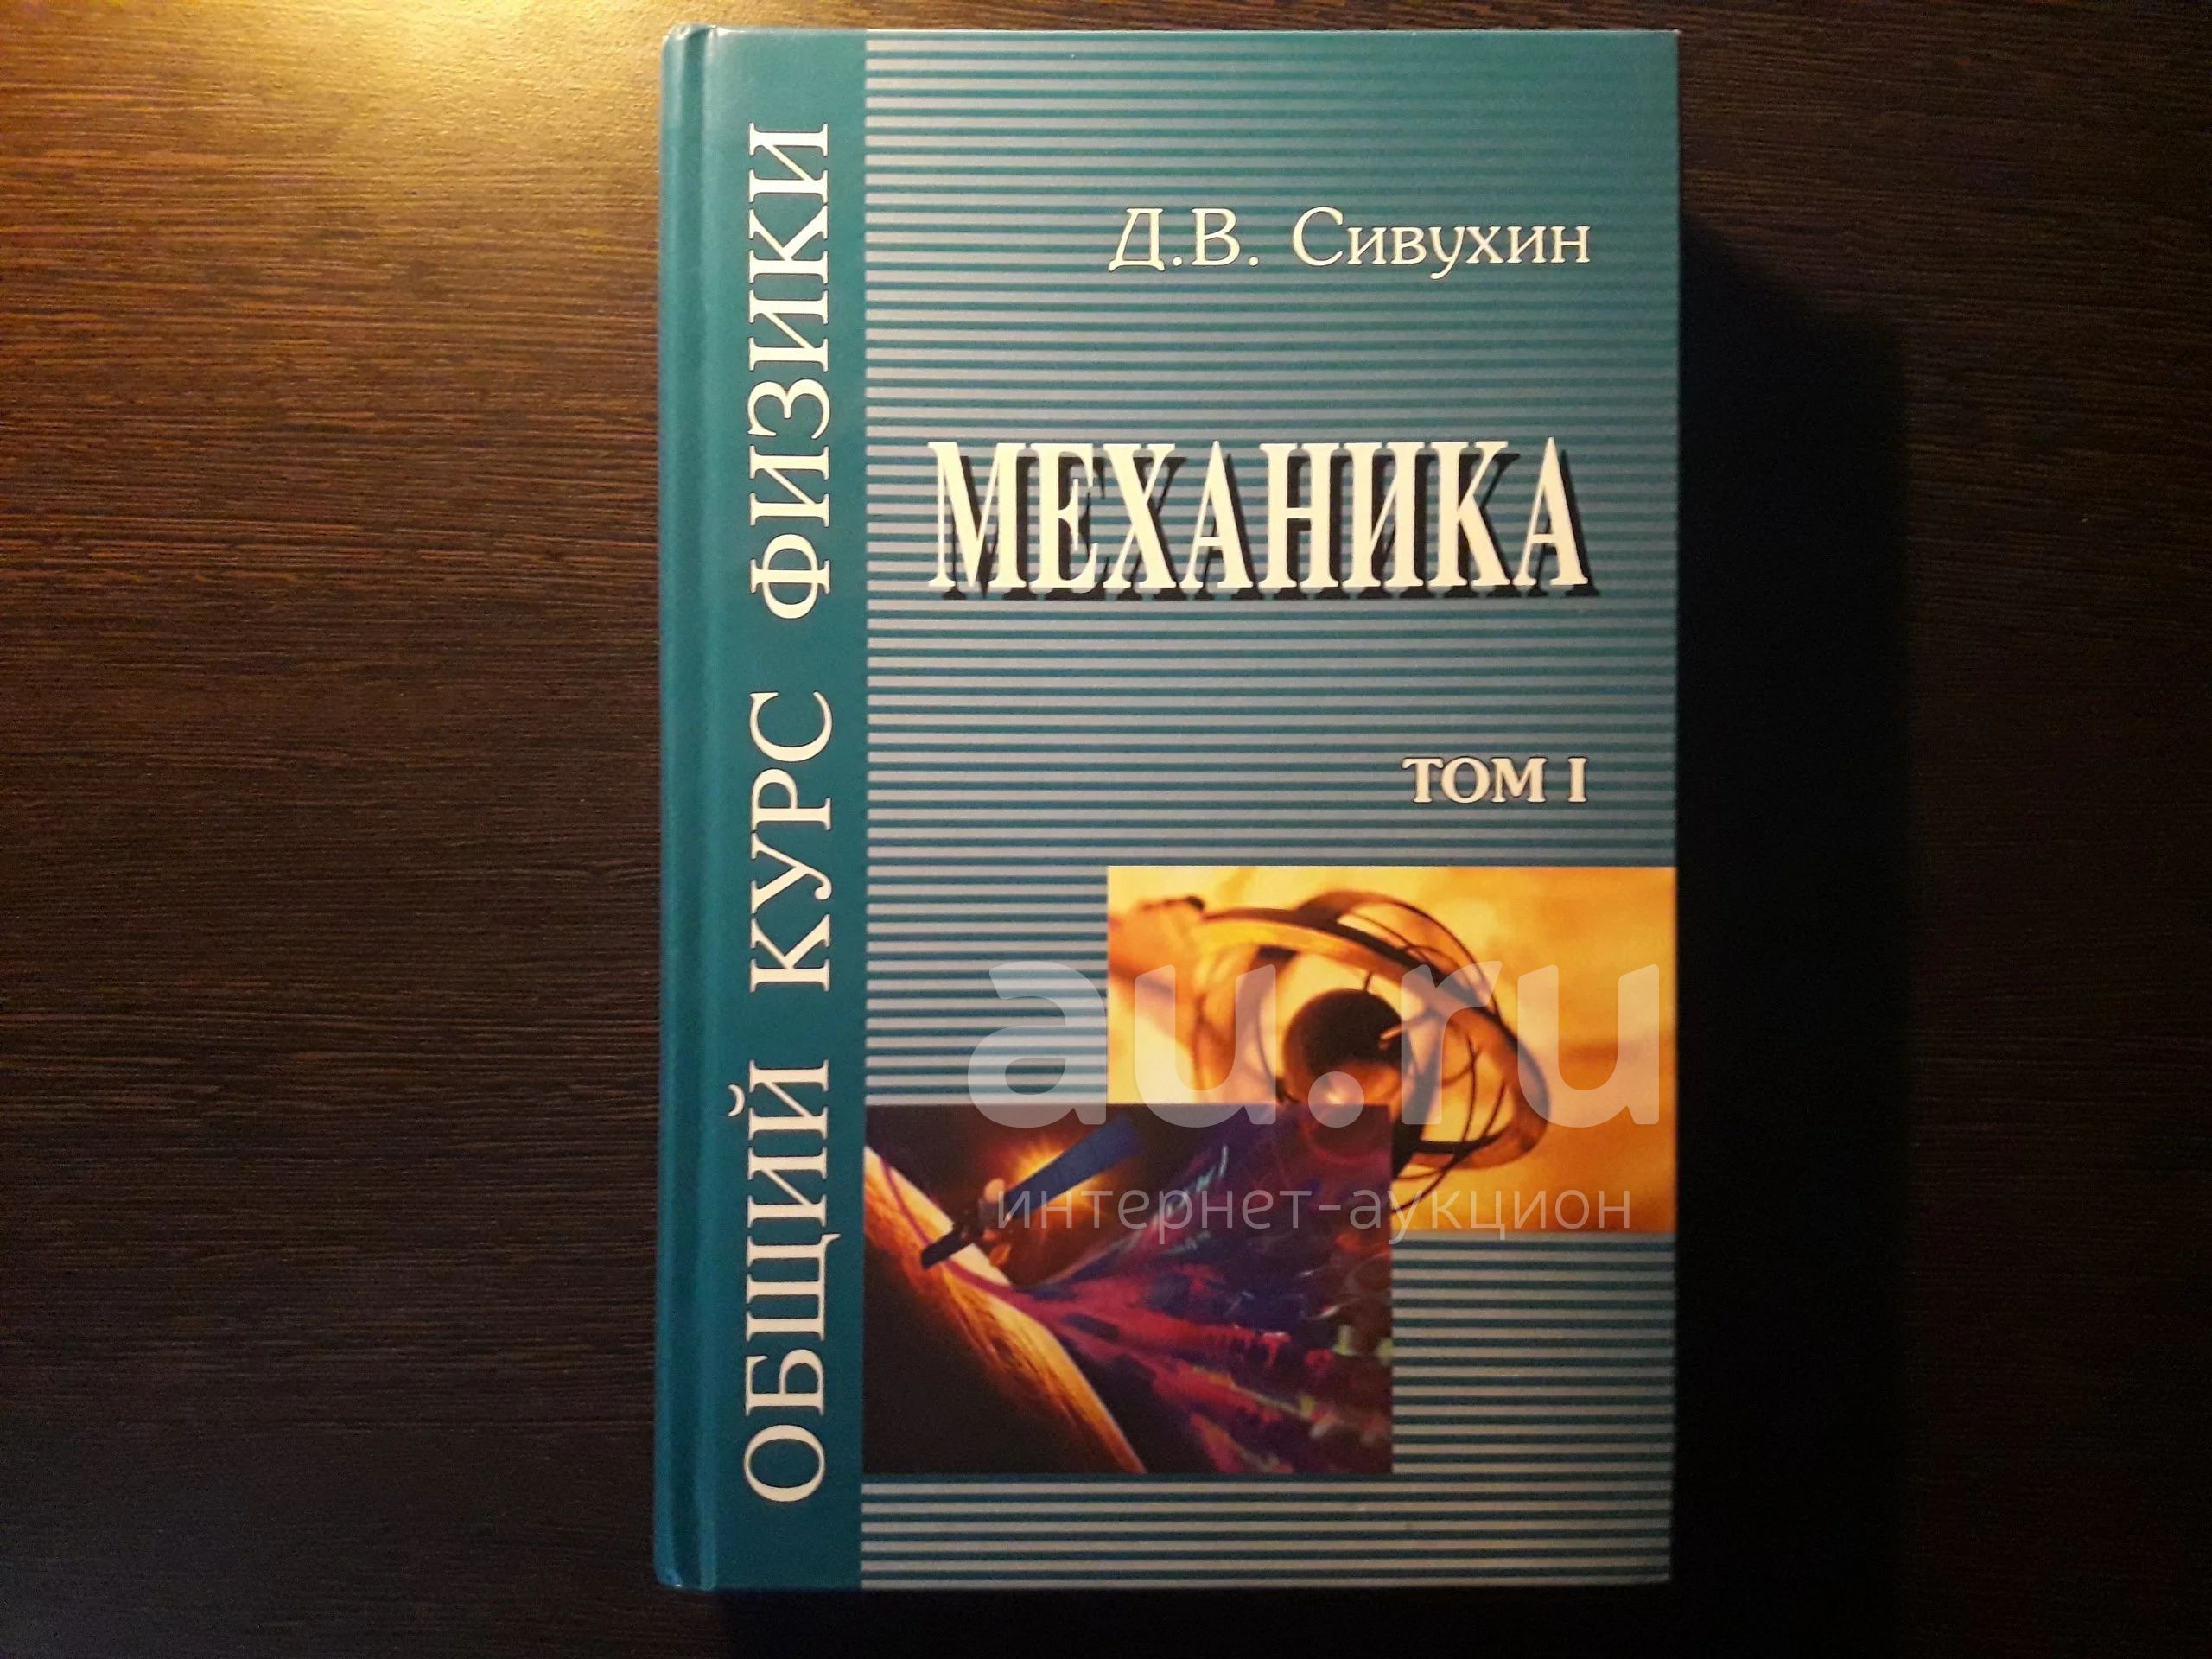 ОБЩИЙ КУРС ФИЗИКИ
Д.В. Сивухин
МЕХАНИКА
ТОМ I
au.ru
интернет-аукцион